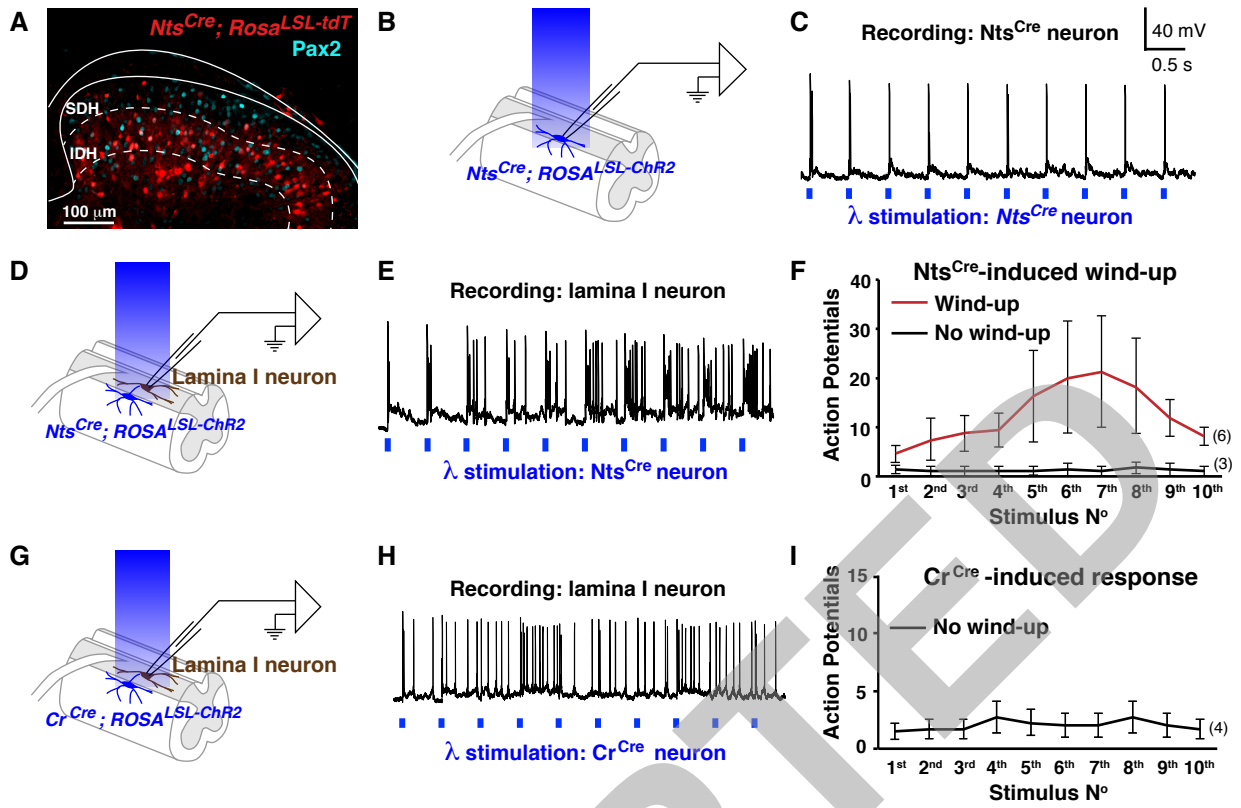 A
Nts^Cre; Rosa^LSL-tdT
Pax2
SDH
IDH
100 μm
B
Nts^Cre; ROSA^LSL-ChR2
C
Recording: Nts^Cre neuron
40 mV
0.5 s
λ stimulation: Nts^Cre neuron
D
Lamina I neuron
Nts^Cre; ROSA^LSL-ChR2
E
Recording: lamina I neuron
λ stimulation: Nts^Cre neuron
F
Nts^Cre-induced wind-up
Wind-up
No wind-up
Action Potentials
40
30
20
10
0
(6)
(3)
1st 2nd 3rd 4th 5th 6th 7th 8th 9th 10th
Stimulus Nº
G
Lamina I neuron
Cr^Cre; ROSA^LSL-ChR2
H
Recording: lamina I neuron
λ stimulation: Cr^Cre neuron
I
Cr^Cre -induced response
No wind-up
Action Potentials
15
10
5
0
(4)
1st 2nd 3rd 4th 5th 6th 7th 8th 9th 10th
Stimulus Nº
PTED